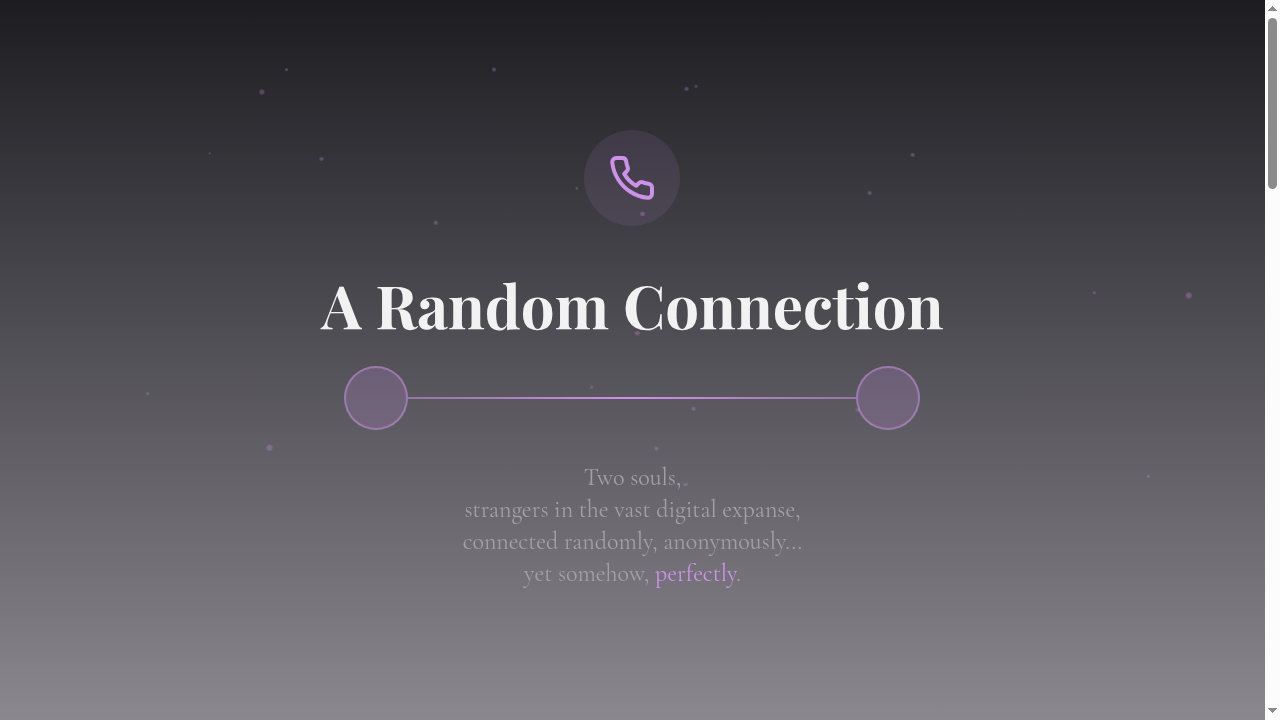 A Random Connection
Two souls,
strangers in the vast digital expanse,
connected randomly, anonymously...
yet somehow, perfectly.